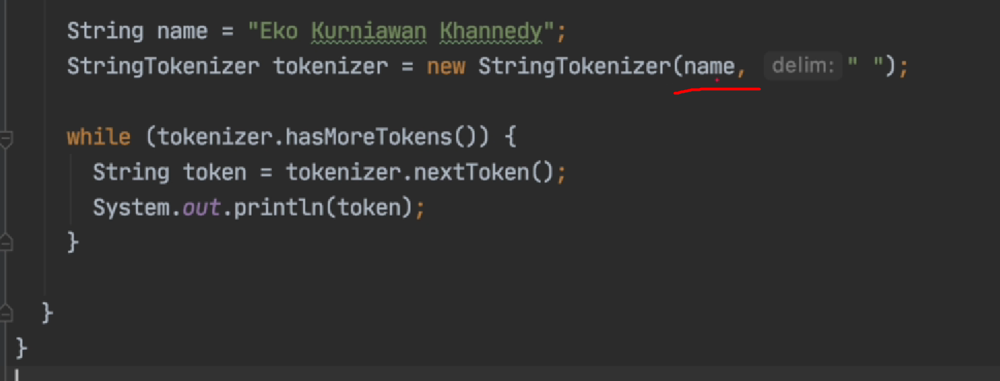 String name = "Eko Kurniawan Khannedy";
StringTokenizer tokenizer = new StringTokenizer(name, delim: " ");
while (tokenizer.hasMoreTokens()) {
String token = tokenizer.nextToken();
System.out.println(token);
}
}
}